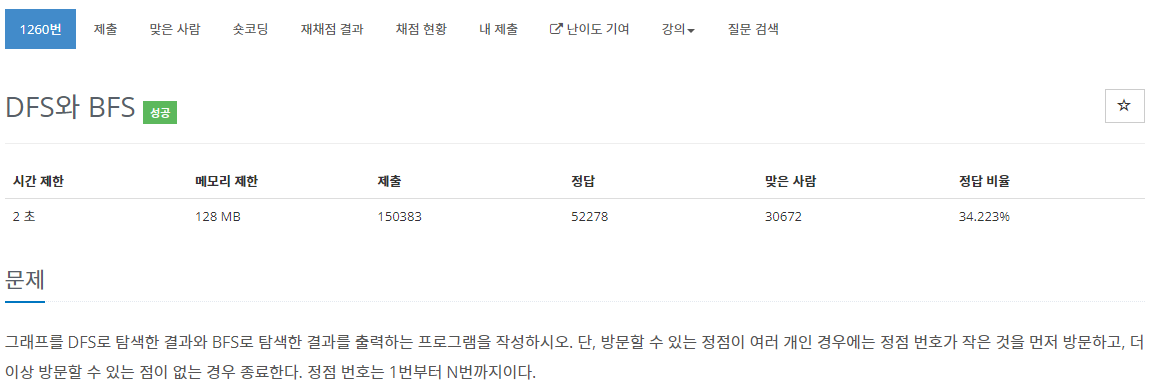 1260번 제출 맞은 사람 숏코딩 재채점 결과 채점 현황 내 제출 난이도 기여 강의 질문 검색
DFS와 BFS 성공
시간 제한 메모리 제한 제출 정답 맞은 사람 정답 비율
2 초 128 MB 150383 52278 30672 34.223%
문제
그래프를 DFS로 탐색한 결과와 BFS로 탐색한 결과를 출력하는 프로그램을 작성하시오. 단, 방문할 수 있는 정점이 여러 개인 경우에는 정점 번호가 작은 것을 먼저 방문하고, 더
이상 방문할 수 있는 점이 없는 경우 종료한다. 정점 번호는 1번부터 N번까지이다.